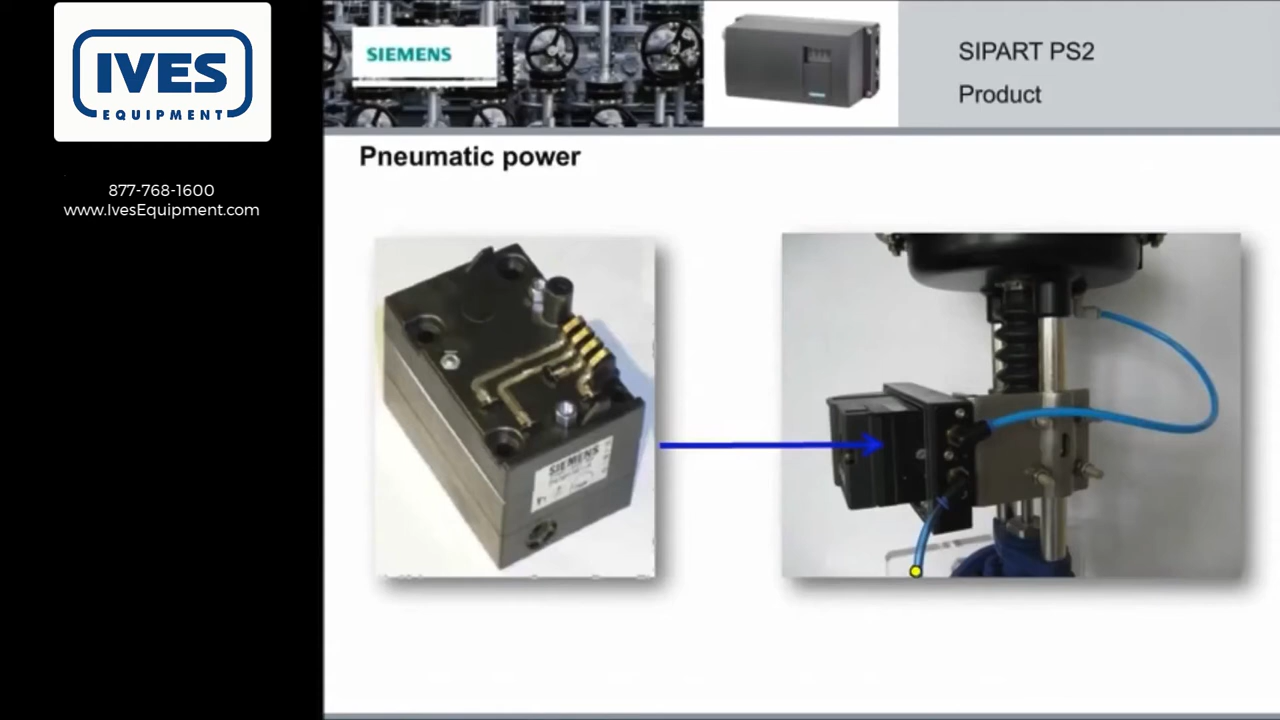 IVES
EQUIPMENT
877-768-1600
www.IvesEquipment.com
SIEMENS
SIPART PS2
Product
Pneumatic power
SIEMENS